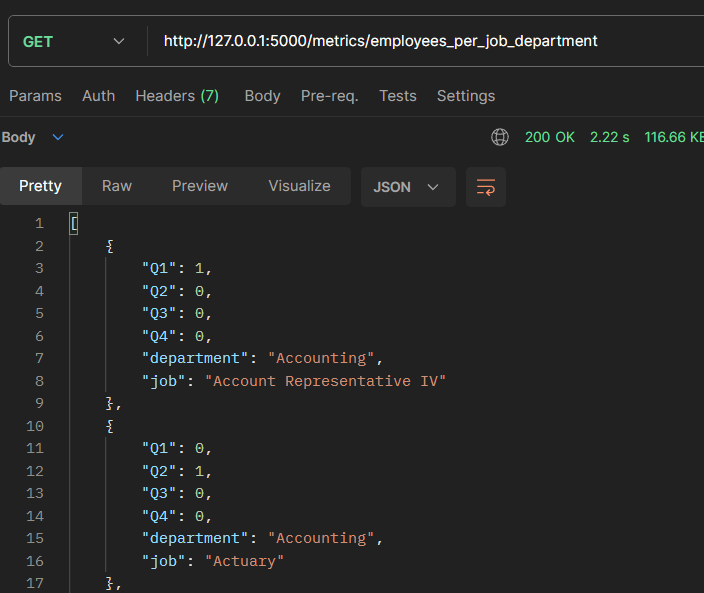 GET http://127.0.0.1:5000/metrics/employees_per_job_department
Params Auth Headers (7) Body Pre-req. Tests Settings
Body 200 OK 2.22 s 116.66 KB
Pretty Raw Preview Visualize JSON
1 [
2 {
3 "Q1": 1,
4 "Q2": 0,
5 "Q3": 0,
6 "Q4": 0,
7 "department": "Accounting",
8 "job": "Account Representative IV"
9 },
10 {
11 "Q1": 0,
12 "Q2": 1,
13 "Q3": 0,
14 "Q4": 0,
15 "department": "Accounting",
16 "job": "Actuary"
17 },